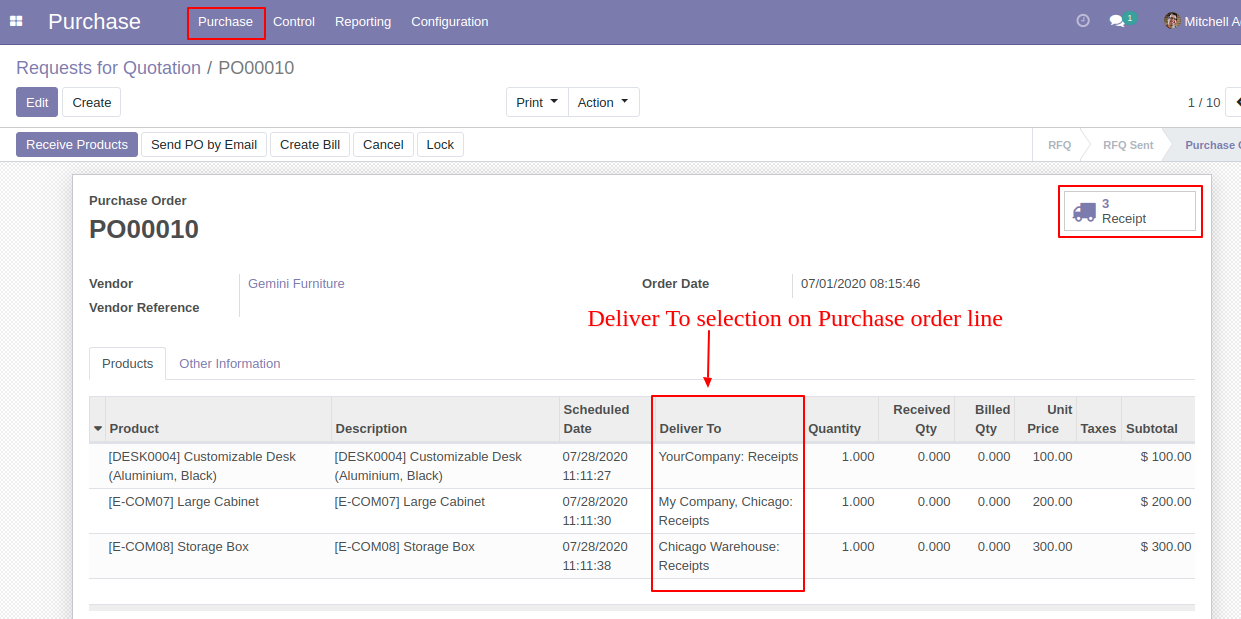 Purchase Purchase Control Reporting Configuration 1 Mitchell A
Requests for Quotation / PO00010
Edit Create Print Action 1 / 10
Receive Products Send PO by Email Create Bill Cancel Lock RFQ RFQ Sent Purchase
Purchase Order
PO00010
3
Receipt
Vendor Gemini Furniture Order Date 07/01/2020 08:15:46
Vendor Reference
Deliver To selection on Purchase order line
Products Other Information
Scheduled Received Billed Unit
Product Description Date Deliver To Quantity Qty Qty Price Taxes Subtotal
[DESK0004] Customizable Desk [DESK0004] Customizable Desk 07/28/2020 YourCompany: Receipts 1.000 0.000 0.000 100.00 $ 100.00
(Aluminium, Black) (Aluminium, Black) 11:11:27
[E-COM07] Large Cabinet [E-COM07] Large Cabinet 07/28/2020 My Company, Chicago: 1.000 0.000 0.000 200.00 $ 200.00
11:11:30 Receipts
[E-COM08] Storage Box [E-COM08] Storage Box 07/28/2020 Chicago Warehouse: 1.000 0.000 0.000 300.00 $ 300.00
11:11:38 Receipts